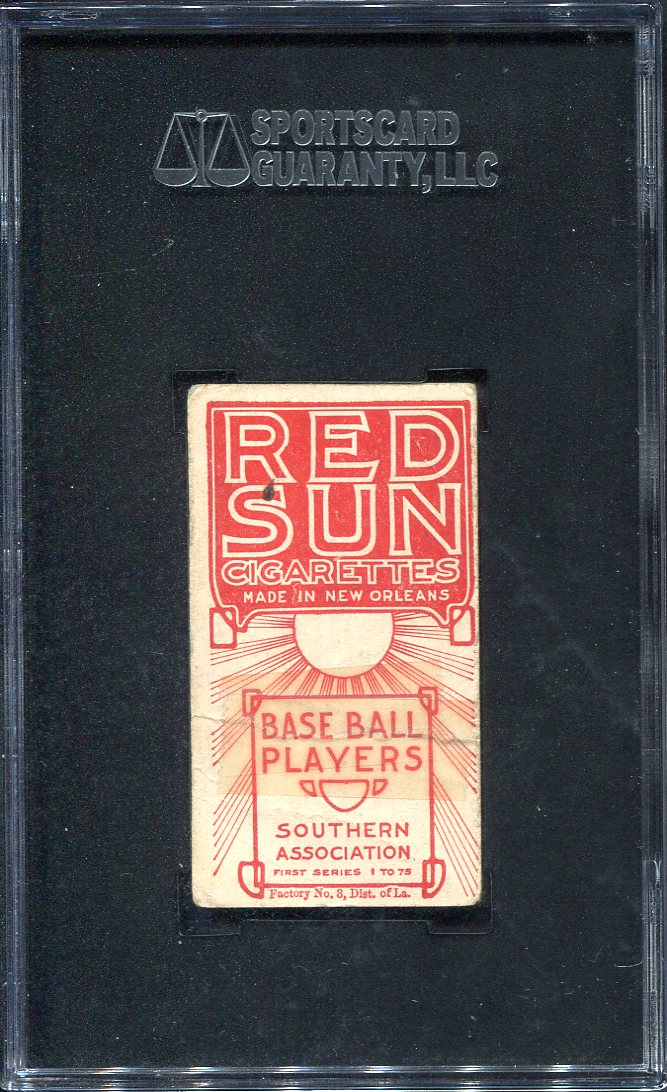 SPORTSCARD
GUARANTY, LLC
RED
SUN
CIGARETTES
MADE IN NEW ORLEANS
BASE BALL
PLAYERS
SOUTHERN
ASSOCIATION
FIRST SERIES 1 TO 75
Factory No. 3, Dist. of La.